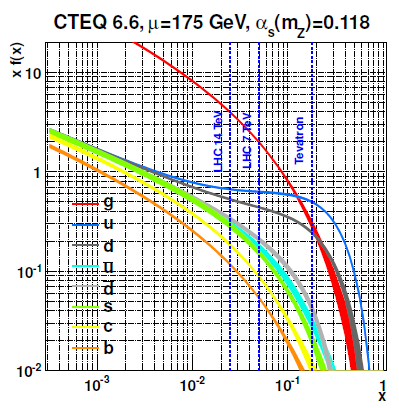 CTEQ 6.6, μ=175 GeV, αs(mZ)=0.118
x f(x)
10
1
10-1
10-2
LHC 14 TeV
LHC 7 TeV
Tevatron
g
u
d
u̅
d̅
s
c
b
10-3
10-2
10-1
1
x